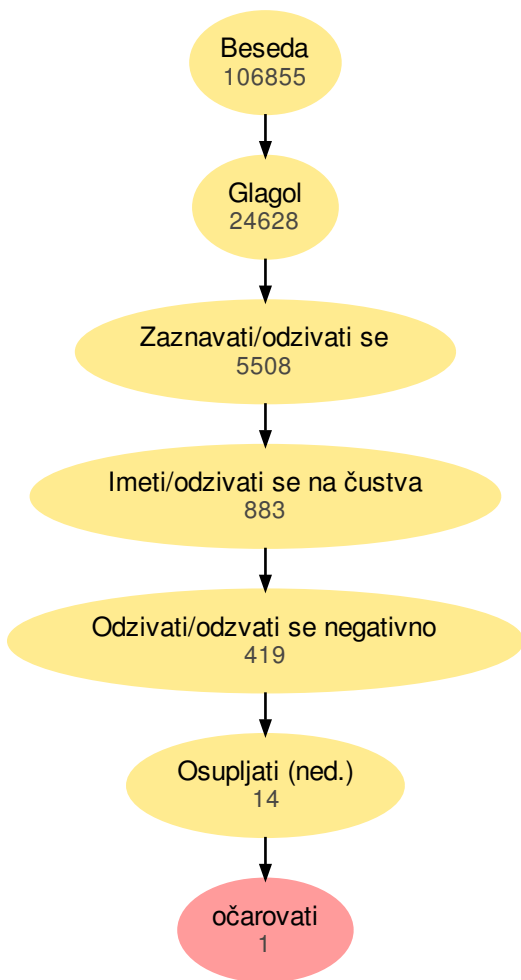 Beseda
106855
Glagol
24628
Zaznavati/odzivati se
5508
Imeti/odzivati se na čustva
883
Odzivati/odzvati se negativno
419
Osupljati (ned.)
14
očarovati
1